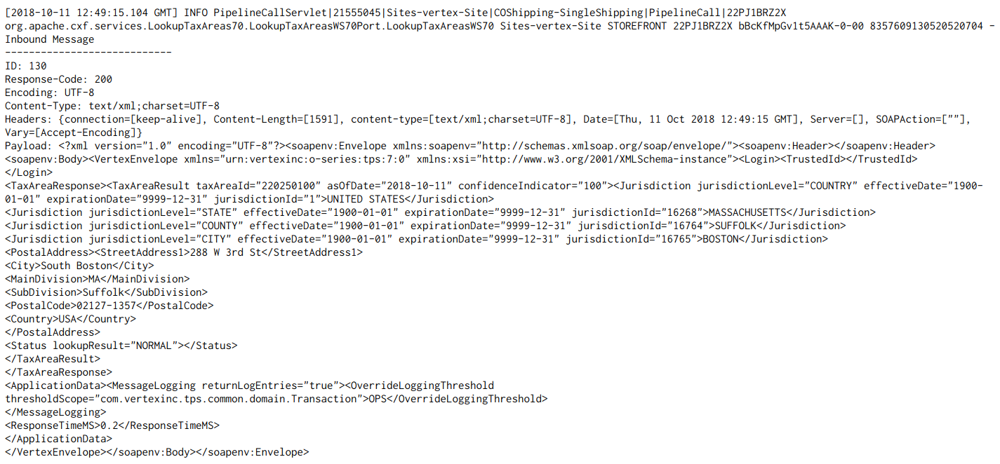 [2018-10-11 12:49:15.104 GMT] INFO PipelineCallServlet|21555045|Sites-vertex-Site|COShipping-SingleShipping|PipelineCall|22PJ1BRZ2X
org.apache.cxf.services.LookupTaxAreas70.LookupTaxAreasWS70Port.LookupTaxAreasWS70 Sites-vertex-Site STOREFRONT 22PJ1BRZ2X bBcKfMpGv1t5AAAK-0-00 8357609130520520704 -
Inbound Message
----------------------------
ID: 130
Response-Code: 200
Encoding: UTF-8
Content-Type: text/xml;charset=UTF-8
Headers: {connection=[keep-alive], Content-Length=[1591], content-type=[text/xml;charset=UTF-8], Date=[Thu, 11 Oct 2018 12:49:15 GMT], Server=[], SOAPAction=[""],
Vary=[Accept-Encoding]}
Payload: <?xml version="1.0" encoding="UTF-8"?><soapenv:Envelope xmlns:soapenv="http://schemas.xmlsoap.org/soap/envelope/"><soapenv:Header></soapenv:Header>
<soapenv:Body><VertexEnvelope xmlns="urn:vertexinc:o-series:tps:7:0" xmlns:xsi="http://www.w3.org/2001/XMLSchema-instance"><Login><TrustedId></TrustedId>
</Login>
<TaxAreaResponse><TaxAreaResult taxAreaId="220250100" asOfDate="2018-10-11" confidenceIndicator="100"><Jurisdiction jurisdictionLevel="COUNTRY" effectiveDate="1900-
01-01" expirationDate="9999-12-31" jurisdictionId="1">UNITED STATES</Jurisdiction>
<Jurisdiction jurisdictionLevel="STATE" effectiveDate="1900-01-01" expirationDate="9999-12-31" jurisdictionId="16268">MASSACHUSETTS</Jurisdiction>
<Jurisdiction jurisdictionLevel="COUNTY" effectiveDate="1900-01-01" expirationDate="9999-12-31" jurisdictionId="16764">SUFFOLK</Jurisdiction>
<Jurisdiction jurisdictionLevel="CITY" effectiveDate="1900-01-01" expirationDate="9999-12-31" jurisdictionId="16765">BOSTON</Jurisdiction>
<PostalAddress><StreetAddress1>288 W 3rd St</StreetAddress1>
<City>South Boston</City>
<MainDivision>MA</MainDivision>
<SubDivision>Suffolk</SubDivision>
<PostalCode>02127-1357</PostalCode>
<Country>USA</Country>
</PostalAddress>
<Status lookupResult="NORMAL"></Status>
</TaxAreaResult>
</TaxAreaResponse>
<ApplicationData><MessageLogging returnLogEntries="true"><OverrideLoggingThreshold
thresholdScope="com.vertexinc.tps.common.domain.Transaction">OPS</OverrideLoggingThreshold>
</MessageLogging>
<ResponseTimeMS>0.2</ResponseTimeMS>
</ApplicationData>
</VertexEnvelope></soapenv:Body></soapenv:Envelope>